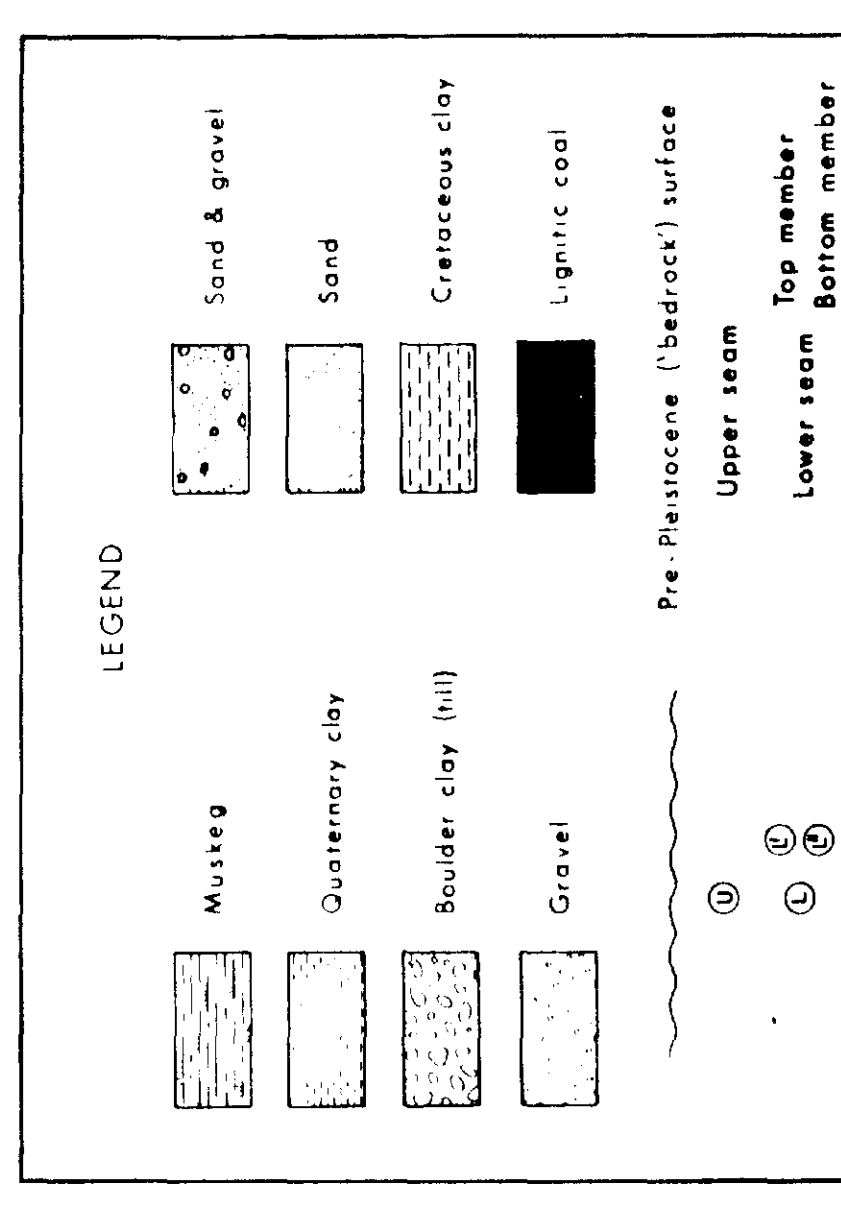 LEGEND
Muskeg
Sand & gravel
Quaternary clay
Sand
Boulder clay (till)
Cretaceous clay
Gravel
Lignitic coal
Pre-Pleistocene ('bedrock') surface
U Upper seam
L L' Lower seam Top member
L" Bottom member